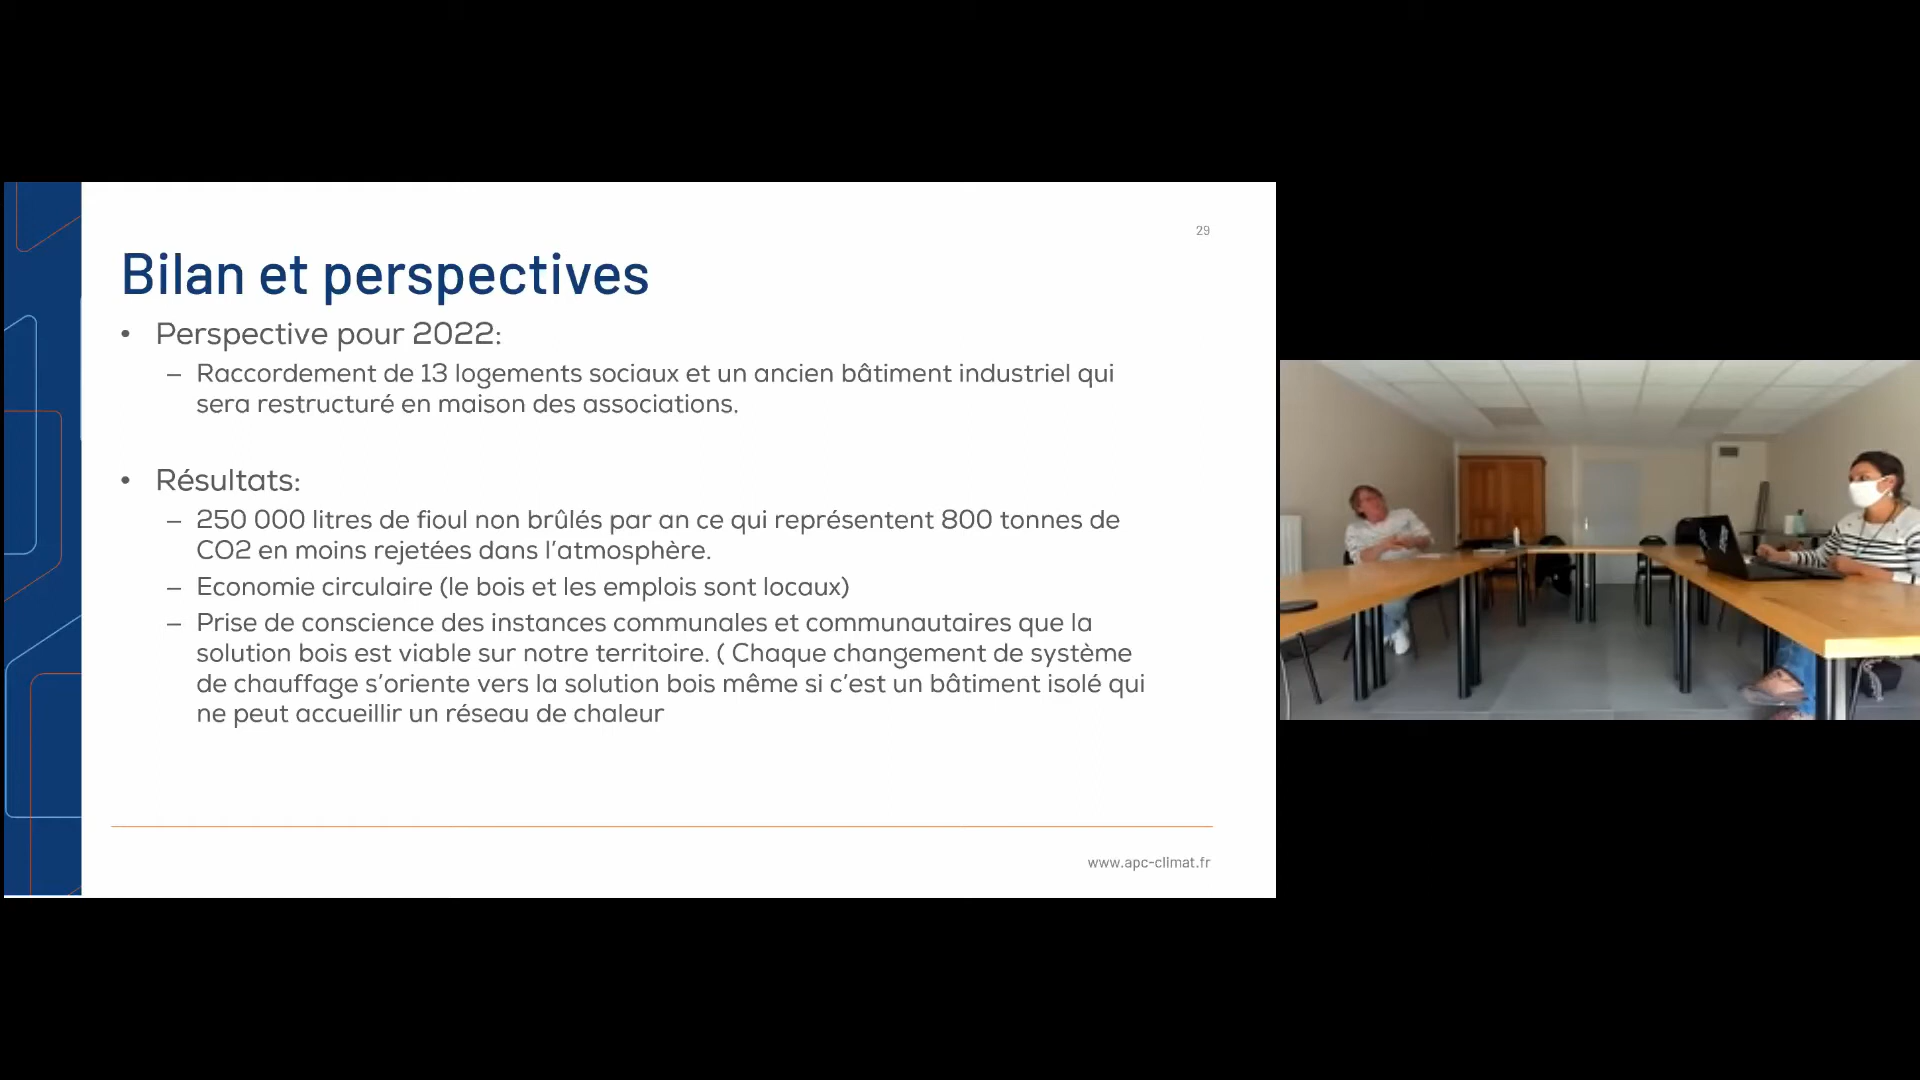 29
Bilan et perspectives
• Perspective pour 2022:
– Raccordement de 13 logements sociaux et un ancien bâtiment industriel qui
sera restructuré en maison des associations.
• Résultats:
– 250 000 litres de fioul non brûlés par an ce qui représentent 800 tonnes de
CO2 en moins rejetées dans l'atmosphère.
– Economie circulaire (le bois et les emplois sont locaux)
– Prise de conscience des instances communales et communautaires que la
solution bois est viable sur notre territoire. ( Chaque changement de système
de chauffage s'oriente vers la solution bois même si c'est un bâtiment isolé qui
ne peut accueillir un réseau de chaleur
www.apc-climat.fr